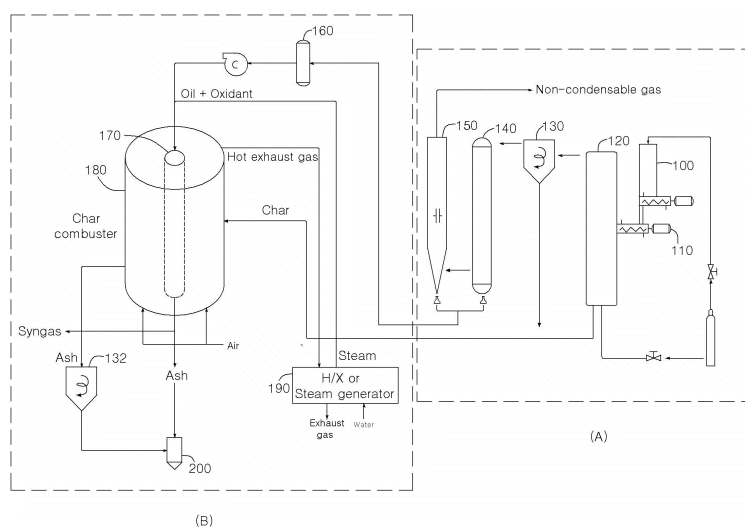 160
C
Oil + Oxidant
Non-condensable gas
170
150
140
130
120
100
Hot exhaust gas
180
Char
Char
combuster
110
Syngas
Air
Steam
Ash
132
Ash
190
H/X or
Steam generator
Exhaust
gas
Water
200
(A)
(B)